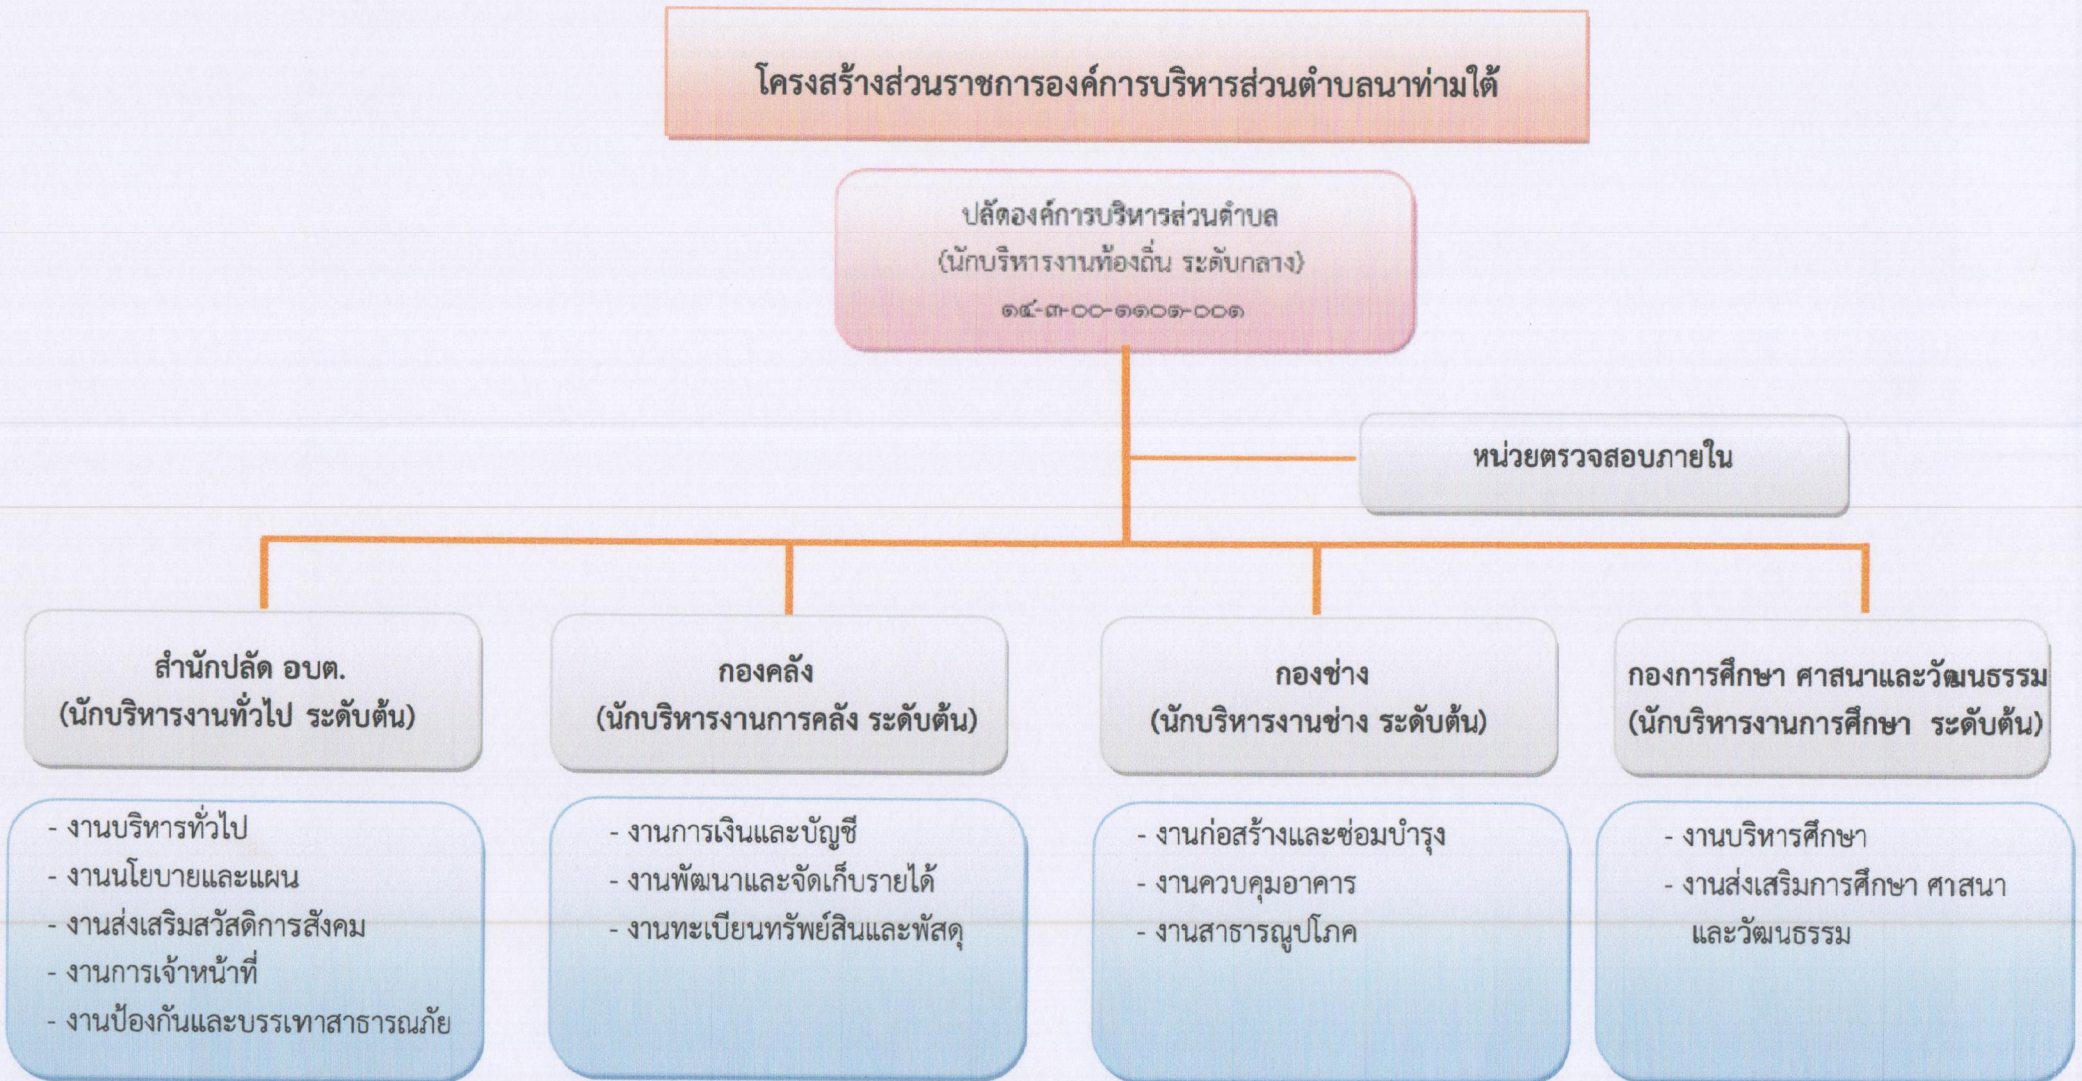 โครงสร้างส่วนราชการองค์การบริหารส่วนตำบลนาท่ามใต้
ปลัดองค์การบริหารส่วนตำบล
(นักบริหารงานท้องถิ่น ระดับกลาง)
๑๔-๓-๐๐-๑๑๐๑-๐๐๑
หน่วยตรวจสอบภายใน
สำนักปลัด อบต.
(นักบริหารงานทั่วไป ระดับต้น)
- งานบริหารทั่วไป
- งานนโยบายและแผน
- งานส่งเสริมสวัสดิการสังคม
- งานการเจ้าหน้าที่
- งานป้องกันและบรรเทาสาธารณภัย
กองคลัง
(นักบริหารงานการคลัง ระดับต้น)
- งานการเงินและบัญชี
- งานพัฒนาและจัดเก็บรายได้
- งานทะเบียนทรัพย์สินและพัสดุ
กองช่าง
(นักบริหารงานช่าง ระดับต้น)
- งานก่อสร้างและซ่อมบำรุง
- งานควบคุมอาคาร
- งานสาธารณูปโภค
กองการศึกษา ศาสนาและวัฒนธรรม
(นักบริหารงานการศึกษา ระดับต้น)
- งานบริหารศึกษา
- งานส่งเสริมการศึกษา ศาสนา
และวัฒนธรรม